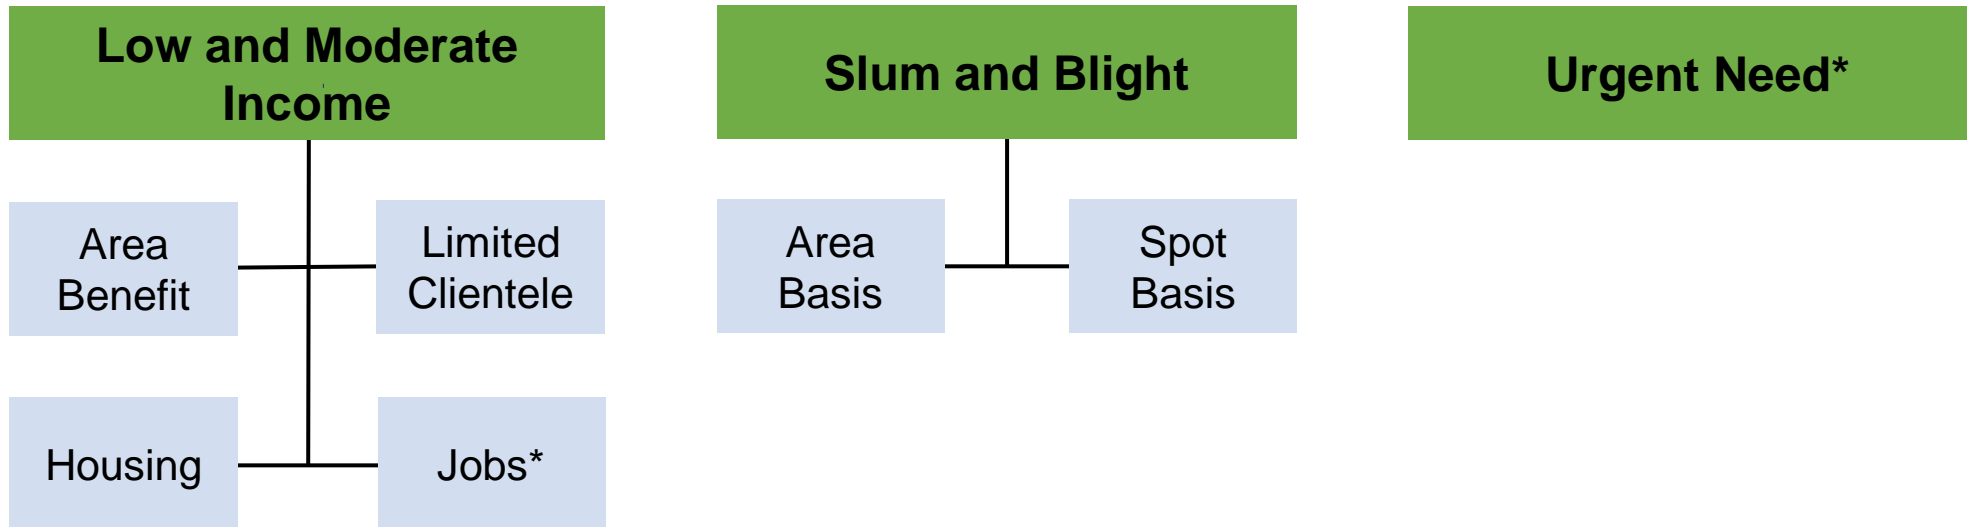 Low and Moderate
Income
Slum and Blight
Urgent Need*
Area
Benefit
Limited
Clientele
Area
Basis
Spot
Basis
Housing
Jobs*